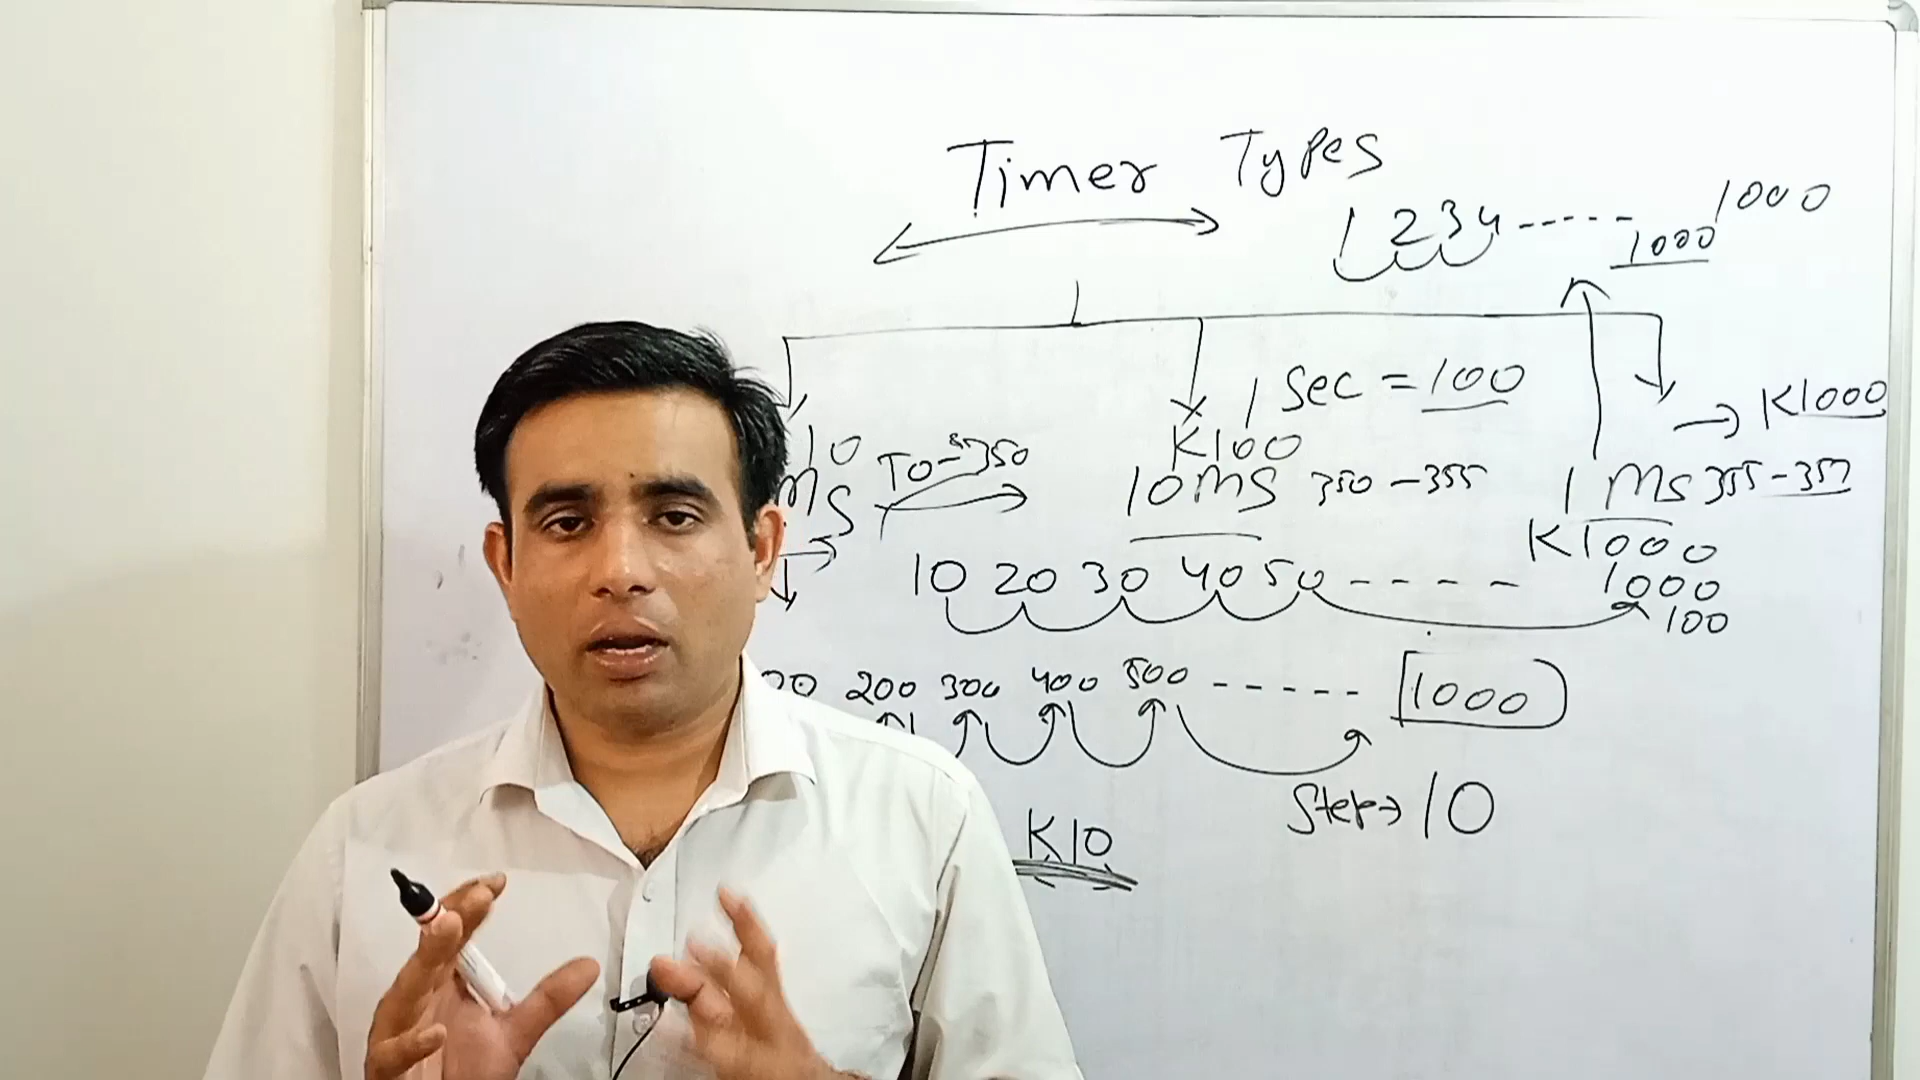 Timer Types
1 2 3 4 ----- 1000 1000
1 Sec = 100
→ K1000
10 K100
MS T0-350 10MS 350-355 1 MS 355-357
K1000
10 20 30 40 50 ---- 1000
100
00 200 300 400 500 ----- 1000
Step→ 10
K10